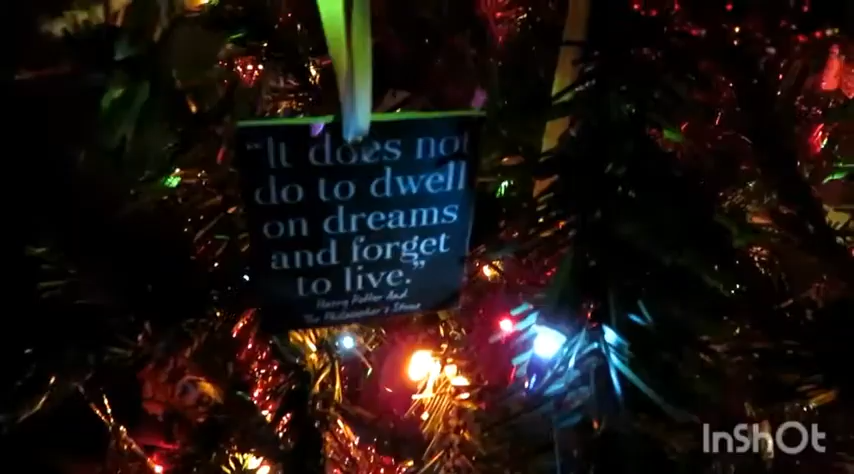 “It does not
do to dwell
on dreams
and forget
to live.”
Harry Potter And
The Philosopher's Stone
InShOt